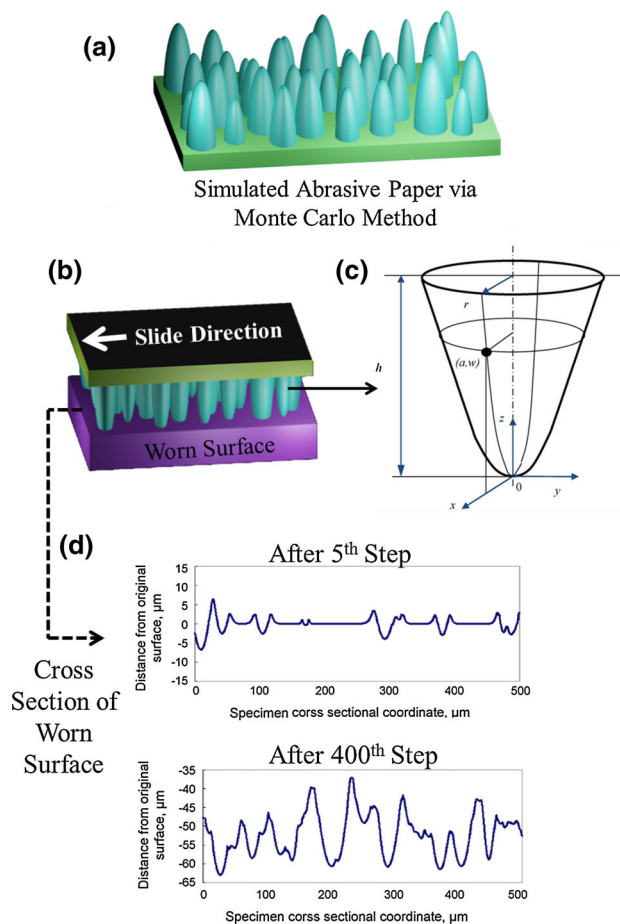 (a)
Simulated Abrasive Paper via
Monte Carlo Method
(b)
Slide Direction
Worn Surface
(c)
r
h
(a,w)
z
0
x
y
(d)
Cross
Section of
Worn
Surface
After 5th Step
Distance from original
surface, µm
15
10
5
0
-5
-10
-15
0 100 200 300 400 500
Specimen corss sectional coordinate, µm
After 400th Step
Distance from original
surface, µm
-35
-40
-45
-50
-55
-60
-65
0 100 200 300 400 500
Specimen corss sectional coordinate, µm